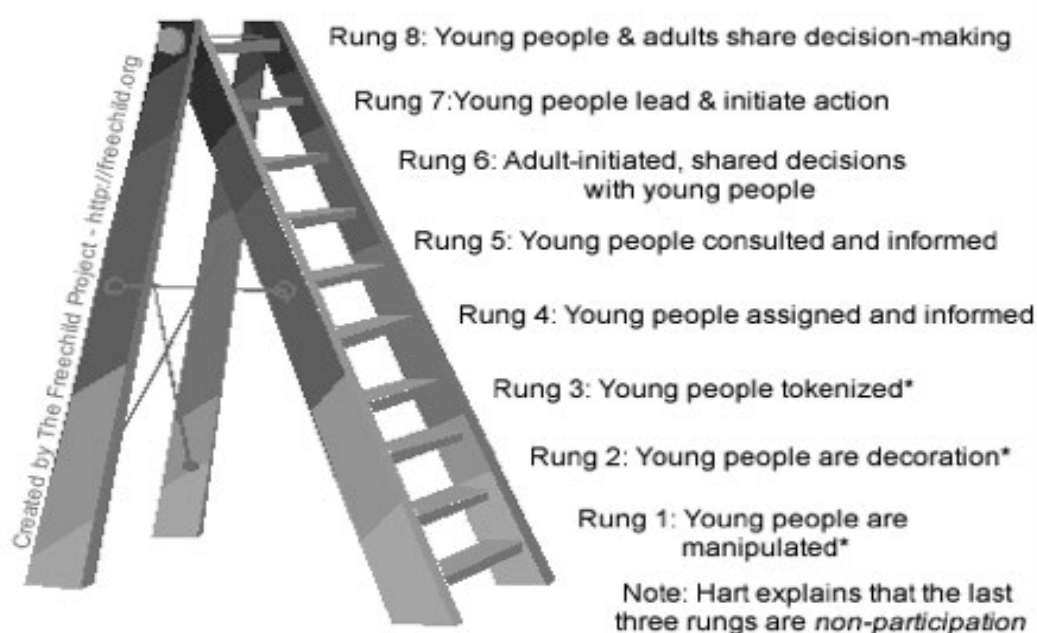 Rung 8: Young people & adults share decision-making
Rung 7:Young people lead & initiate action
Rung 6: Adult-initiated, shared decisions
with young people
Rung 5: Young people consulted and informed
Rung 4: Young people assigned and informed
Rung 3: Young people tokenized*
Rung 2: Young people are decoration*
Rung 1: Young people are
manipulated*
Note: Hart explains that the last
three rungs are non-participation
Created by The Freechild Project - http://freechild.org